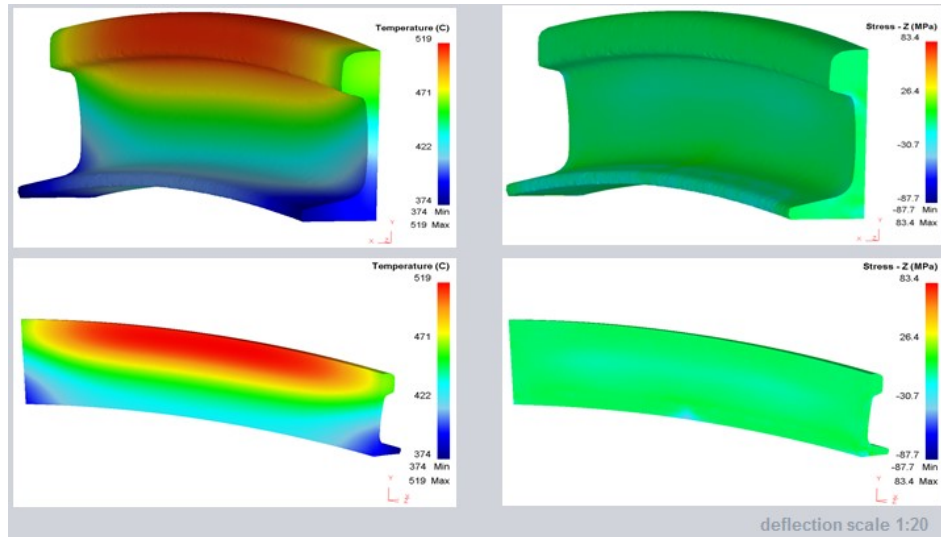 Temperature (C)
519
471
422
374
374 Min
519 Max
Y
X Z
Stress - Z (MPa)
83.4
26.4
-30.7
-87.7
-87.7 Min
83.4 Max
Y
X Z
Temperature (C)
519
471
422
374
374 Min
519 Max
Y
Z
Stress - Z (MPa)
83.4
26.4
-30.7
-87.7
-87.7 Min
83.4 Max
Y
Z
deflection scale 1:20